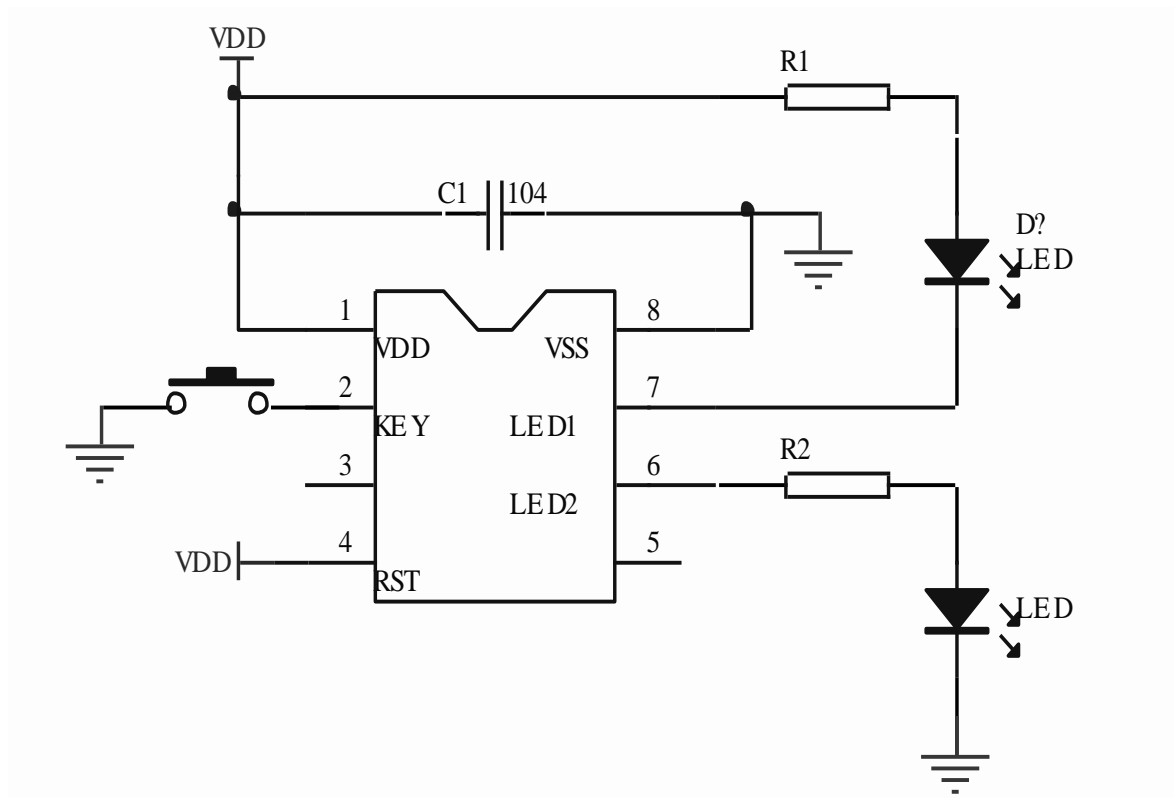 VDD
R1
C1 104
D?
LED
1 8
VDD VSS
2 7
KEY LED1
R2
3 6
LED2
VDD 4 5
RST
LED